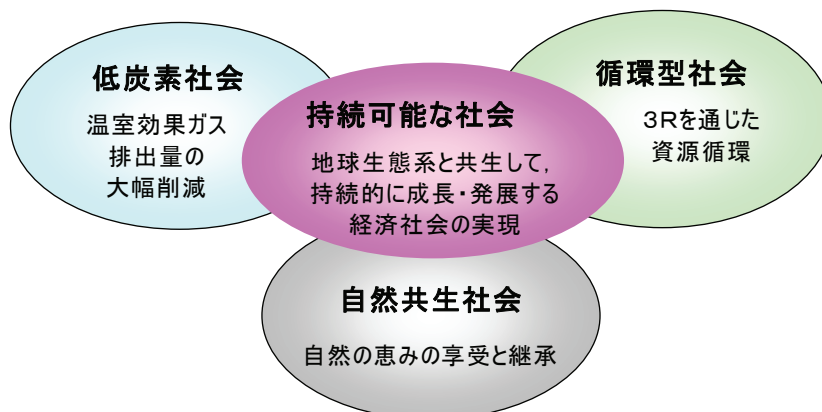 低炭素社会
温室効果ガス
排出量の
大幅削減
持続可能な社会
地球生態系と共生して,
持続的に成長・発展する
経済社会の実現
循環型社会
3Rを通じた
資源循環
自然共生社会
自然の恵みの享受と継承